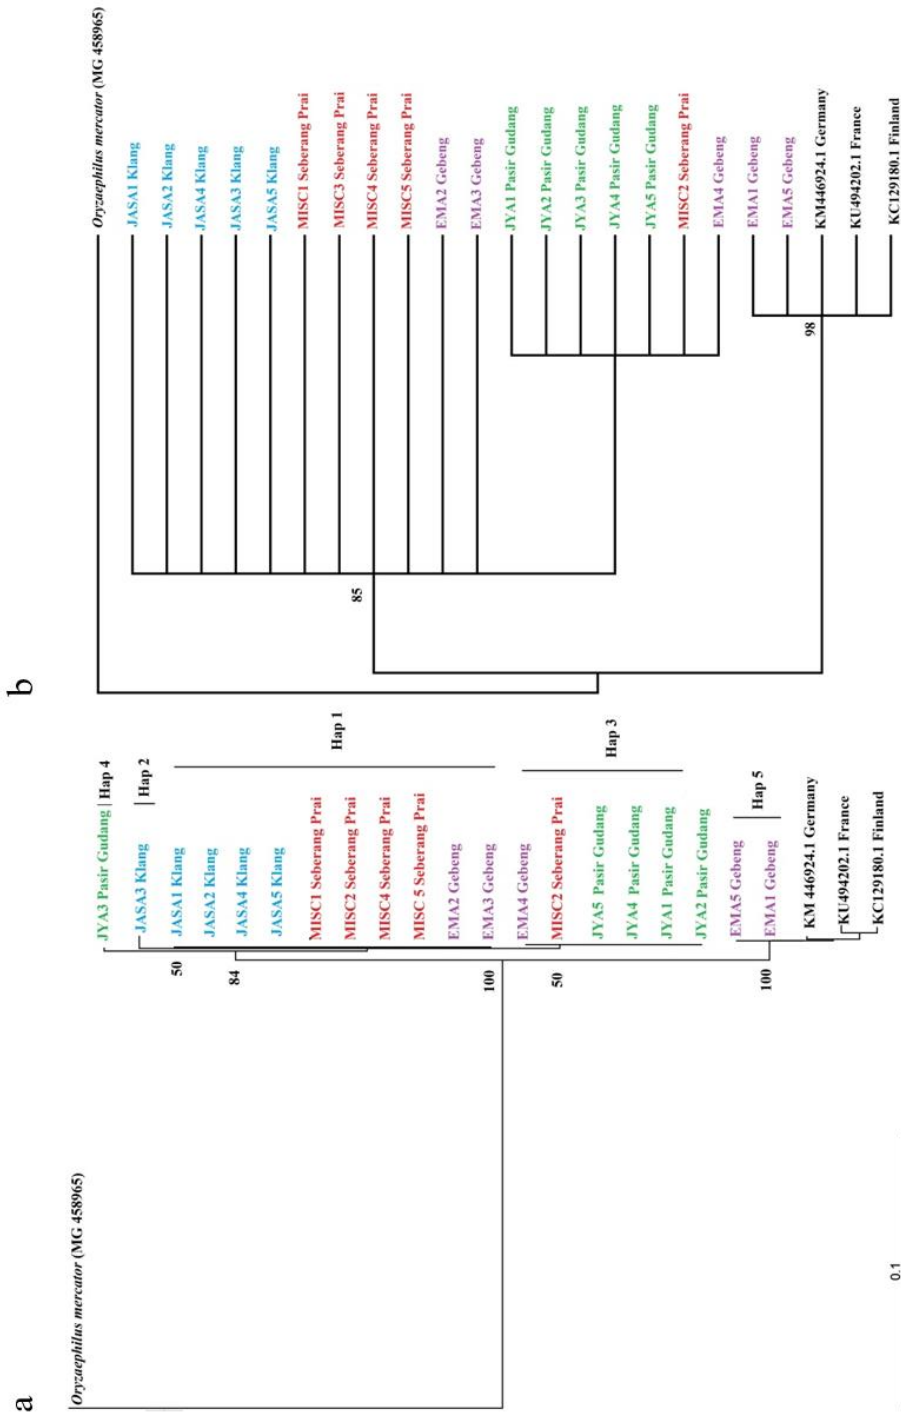 a
Oryzaephilus mercator (MG 458965)
JYA3 Pasir Gudang | Hap 4
JASA3 Klang | Hap 2
JASA1 Klang
JASA2 Klang
JASA4 Klang
JASA5 Klang
MISC1 Seberang Prai
MISC2 Seberang Prai
MISC4 Seberang Prai
MISC 5 Seberang Prai
EMA2 Gebeng
EMA3 Gebeng
Hap 1
EMA4 Gebeng
MISC2 Seberang Prai
JYA5 Pasir Gudang
JYA4 Pasir Gudang
JYA1 Pasir Gudang
JYA2 Pasir Gudang
Hap 3
EMA5 Gebeng
EMA1 Gebeng
Hap 5
KM 446924.1 Germany
KU494202.1 France
KC129180.1 Finland
50
84
100
50
100
0.1
b
Oryzaephilus mercator (MG 458965)
JASA1 Klang
JASA2 Klang
JASA4 Klang
JASA3 Klang
JASA5 Klang
MISC1 Seberang Prai
MISC3 Seberang Prai
MISC4 Seberang Prai
MISC5 Seberang Prai
EMA2 Gebeng
EMA3 Gebeng
JYA1 Pasir Gudang
JYA2 Pasir Gudang
JYA3 Pasir Gudang
JYA4 Pasir Gudang
JYA5 Pasir Gudang
MISC2 Seberang Prai
EMA4 Gebeng
EMA1 Gebeng
EMA5 Gebeng
KM446924.1 Germany
KU494202.1 France
KC129180.1 Finland
85
98